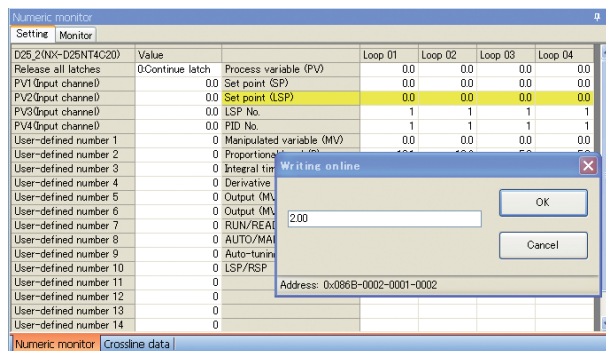 Numeric monitor
Setting Monitor
D25_2(NX-D25NT4C20) Value Loop 01 Loop 02 Loop 03 Loop 04
Release all latches 0:Continue latch Process variable (PV) 0.0 0.0 0.0 0.0
PV1(Input channel) 0.0 Set point (SP) 0.0 0.0 0.0 0.0
PV2(Input channel) 0.0 Set point (LSP) 0.0 0.0 0.0 0.0
PV3(Input channel) 0.0 LSP No. 1 1 1 1
PV4(Input channel) 0.0 PID No. 1 1 1 1
User-defined number 1 0 Manipulated variable (MV) 0.0 0.0 0.0 0.0
User-defined number 2 0 Proportional
User-defined number 3 0 Integral tim
User-defined number 4 0 Derivative
User-defined number 5 0 Output (MV
User-defined number 6 0 Output (MV
User-defined number 7 0 RUN/READ
User-defined number 8 0 AUTO/MA
User-defined number 9 0 Auto-tunin
User-defined number 10 0 LSP/RSP
User-defined number 11 0
User-defined number 12 0
User-defined number 13 0
User-defined number 14 0
Writing online
2.00
OK
Cancel
Address: 0x086B-0002-0001-0002
Numeric monitor Crossline data